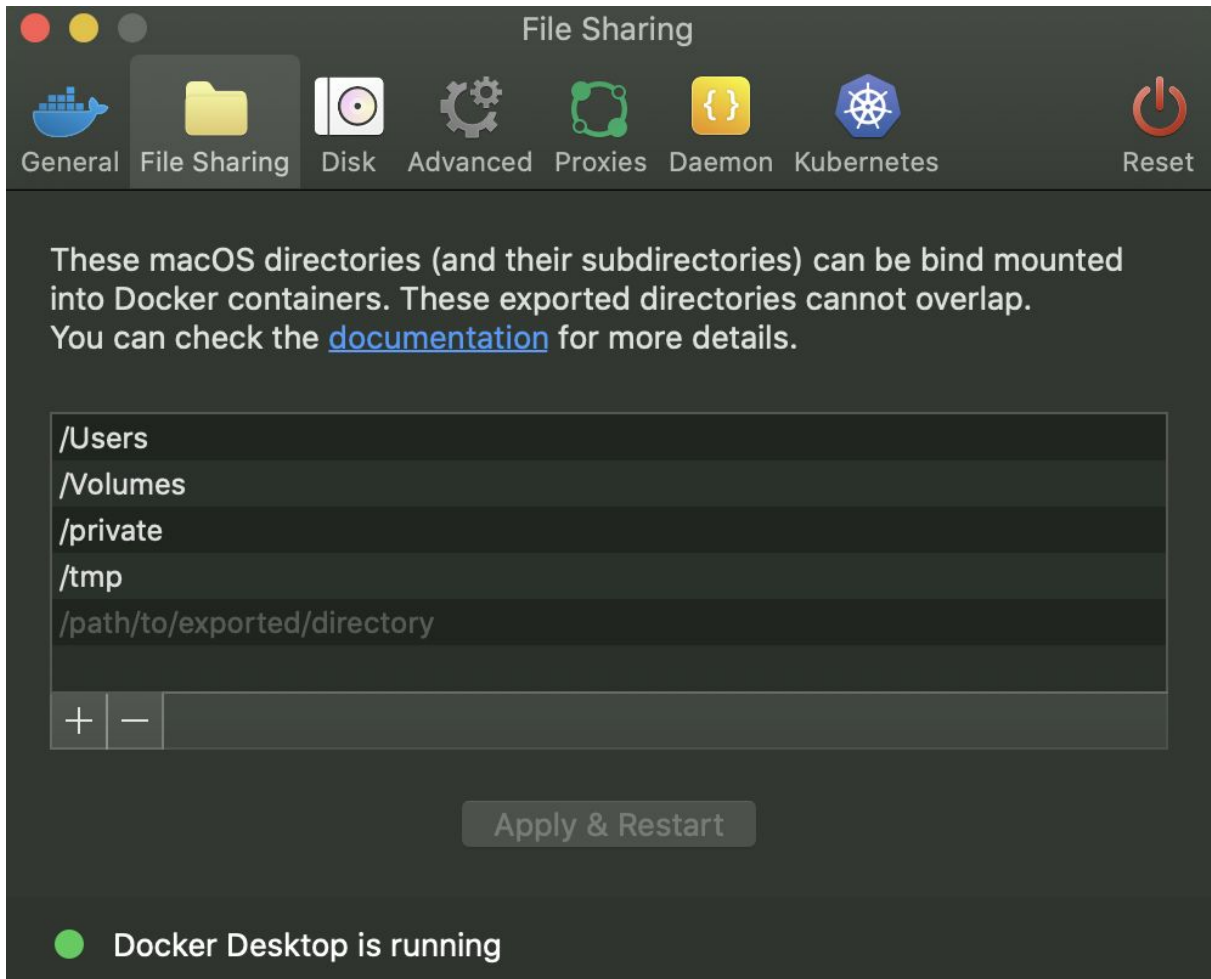 File Sharing
General File Sharing Disk Advanced Proxies Daemon Kubernetes Reset
These macOS directories (and their subdirectories) can be bind mounted
into Docker containers. These exported directories cannot overlap.
You can check the documentation for more details.
/Users
/Volumes
/private
/tmp
/path/to/exported/directory
Apply & Restart
Docker Desktop is running